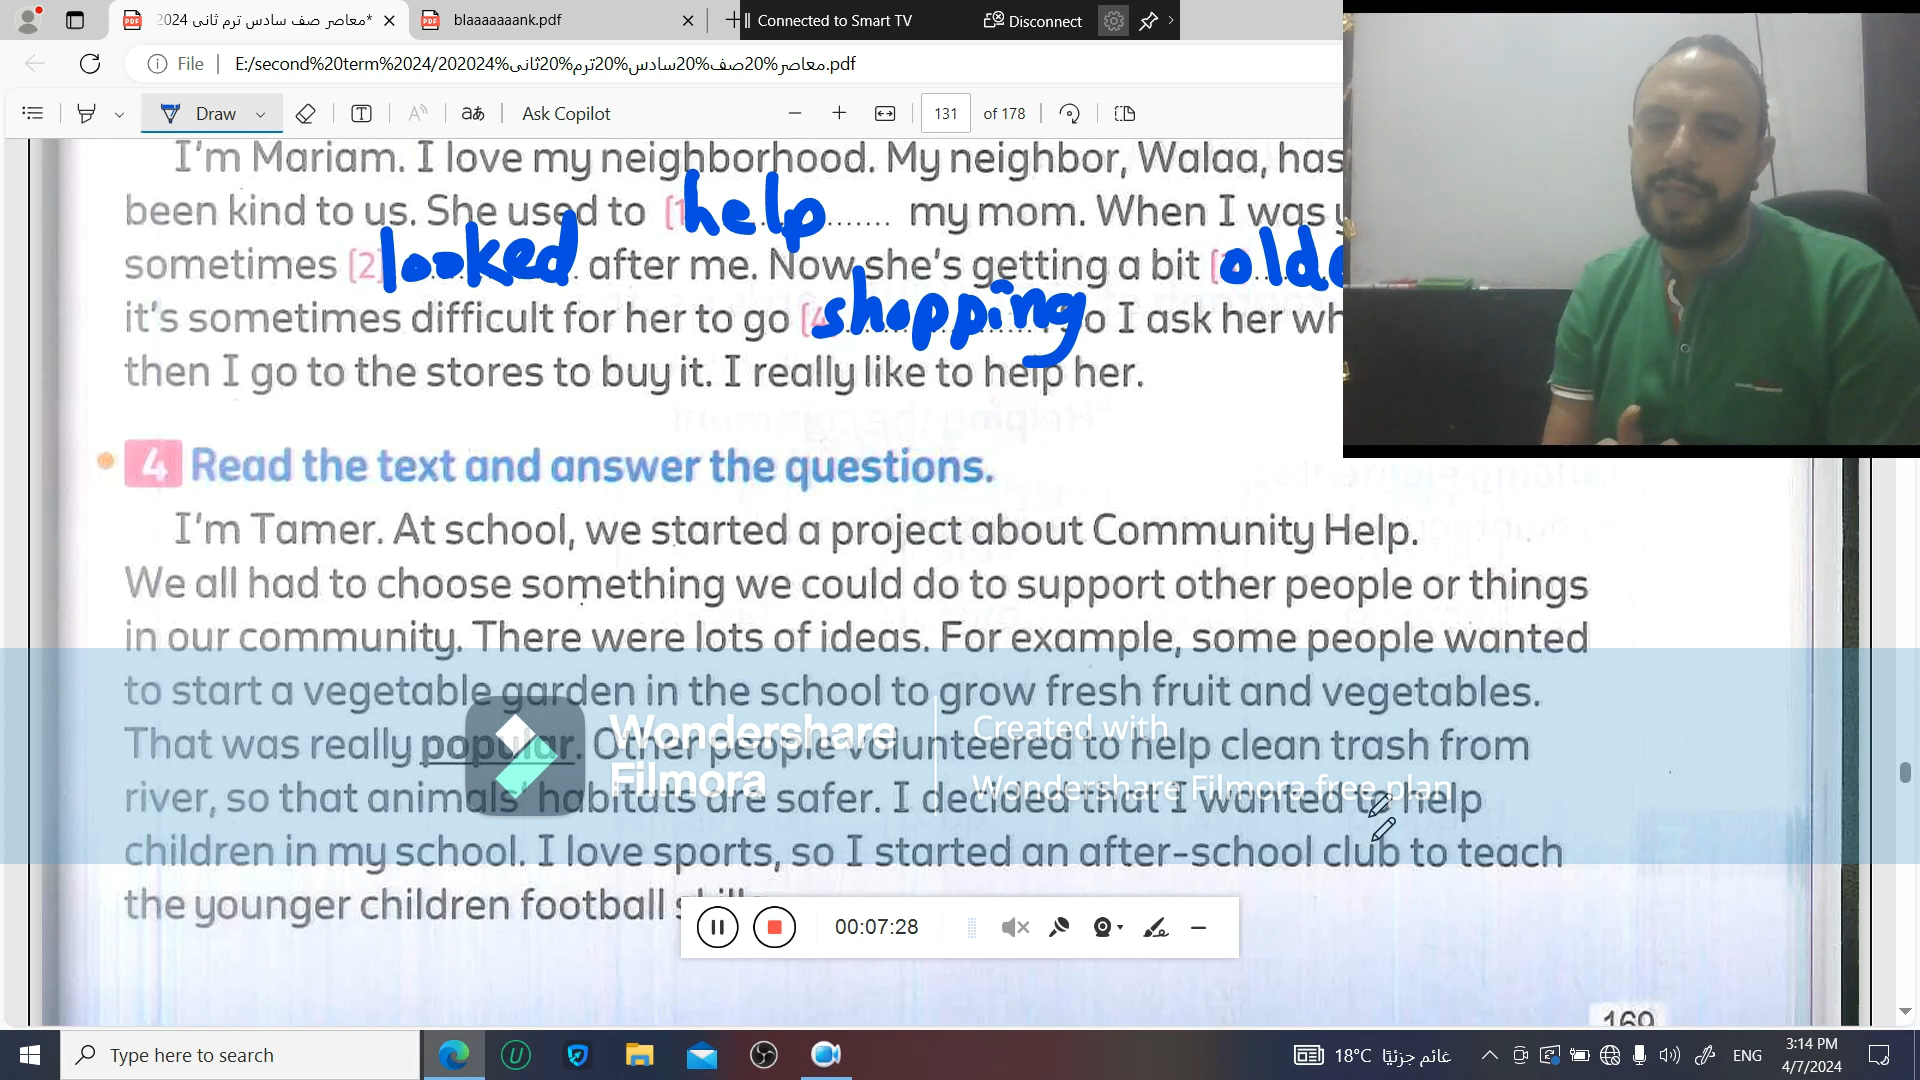 معاصر صف سادس ترم ثانى 2024*
blaaaaaaank.pdf
Connected to Smart TV
Disconnect
File
E:/second%20term%2024/202024%معاصر%20صف%20سادس%20ترم%20ثانى.pdf
Draw
Ask Copilot
131 of 178
I'm Mariam. I love my neighborhood. My neighbor, Walaa, has
been kind to us. She used to help my mom. When I was
sometimes [2] looked after me. Now she's getting a bit olde
it's sometimes difficult for her to go shopping so I ask her
then I go to the stores to buy it. I really like to help her.
4 Read the text and answer the questions.
I'm Tamer. At school, we started a project about Community Help.
We all had to choose something we could do to support other people or things
in our community. There were lots of ideas. For example, some people wanted
to start a vegetable garden in the school to grow fresh fruit and vegetables.
That was really popular. Other people volunteered to help clean trash from
river, so that animals' habitats are safer. I decided that I wanted to help
children in my school. I love sports, so I started an after-school club to teach
the younger children football
Wondershare
Filmora
Created with
Wondershare Filmora free plan
00:07:28
169
Type here to search
18°C غائم جزئيًا
ENG
3:14 PM
4/7/2024